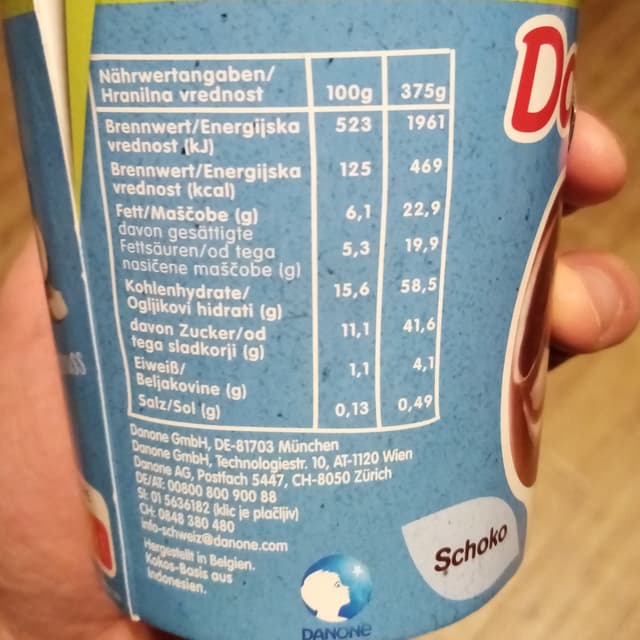 Nährwertangaben/
Hranilna vrednost 100g 375g
Brennwert/Energijska
vrednost (kJ) 523 1961
Brennwert/Energijska
vrednost (kcal) 125 469
Fett/Maščobe (g) 6,1 22,9
davon gesättigte
Fettsäuren/od tega
nasičene maščobe (g) 5,3 19,9
Kohlenhydrate/
Ogljikovi hidrati (g) 15,6 58,5
davon Zucker/od
tega sladkorji (g) 11,1 41,6
Eiweiß/
Beljakovine (g) 1,1 4,1
Salz/Sol (g) 0,13 0,49
Danone GmbH, DE-81703 München
Danone GmbH, Technologiestr. 10, AT-1120 Wien
Danone AG, Postfach 5447, CH-8050 Zürich
DE/AT: 00800 800 900 88
SI: 01 5636182 (klic je plačljiv)
CH: 0848 380 480
info-schweiz@danone.com
Hergestellt in Belgien.
Kokos-Basis aus
Indonesien.
DANONE
Schoko